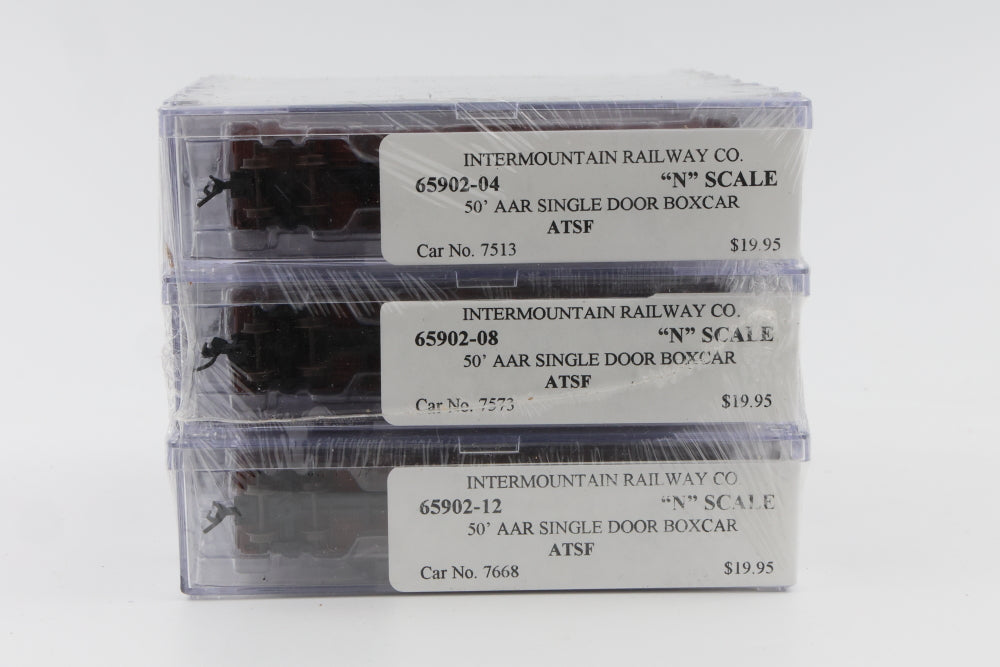 INTERMOUNTAIN RAILWAY CO.
65902-04 “N” SCALE
50’ AAR SINGLE DOOR BOXCAR
ATSF
Car No. 7513 $19.95
INTERMOUNTAIN RAILWAY CO.
65902-08 “N” SCALE
50’ AAR SINGLE DOOR BOXCAR
ATSF
Car No. 7573 $19.95
INTERMOUNTAIN RAILWAY CO
65902-12 “N” SCALE
50’ AAR SINGLE DOOR BOXCAR
ATSF
Car No. 7668 $19.95